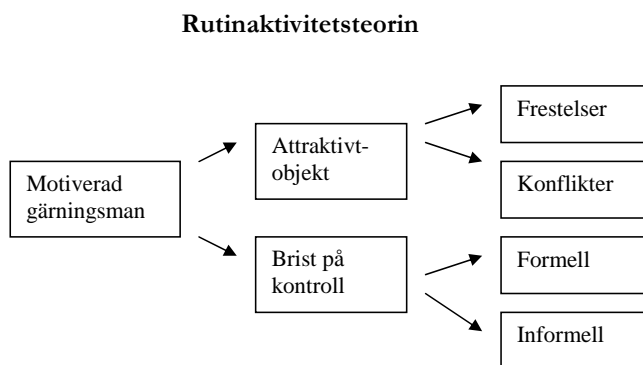 Rutinaktivitetsteorin
Frestelser
Attraktivt-
objekt
Motiverad
gärningsman
Konflikter
Brist på
kontroll
Formell
Informell